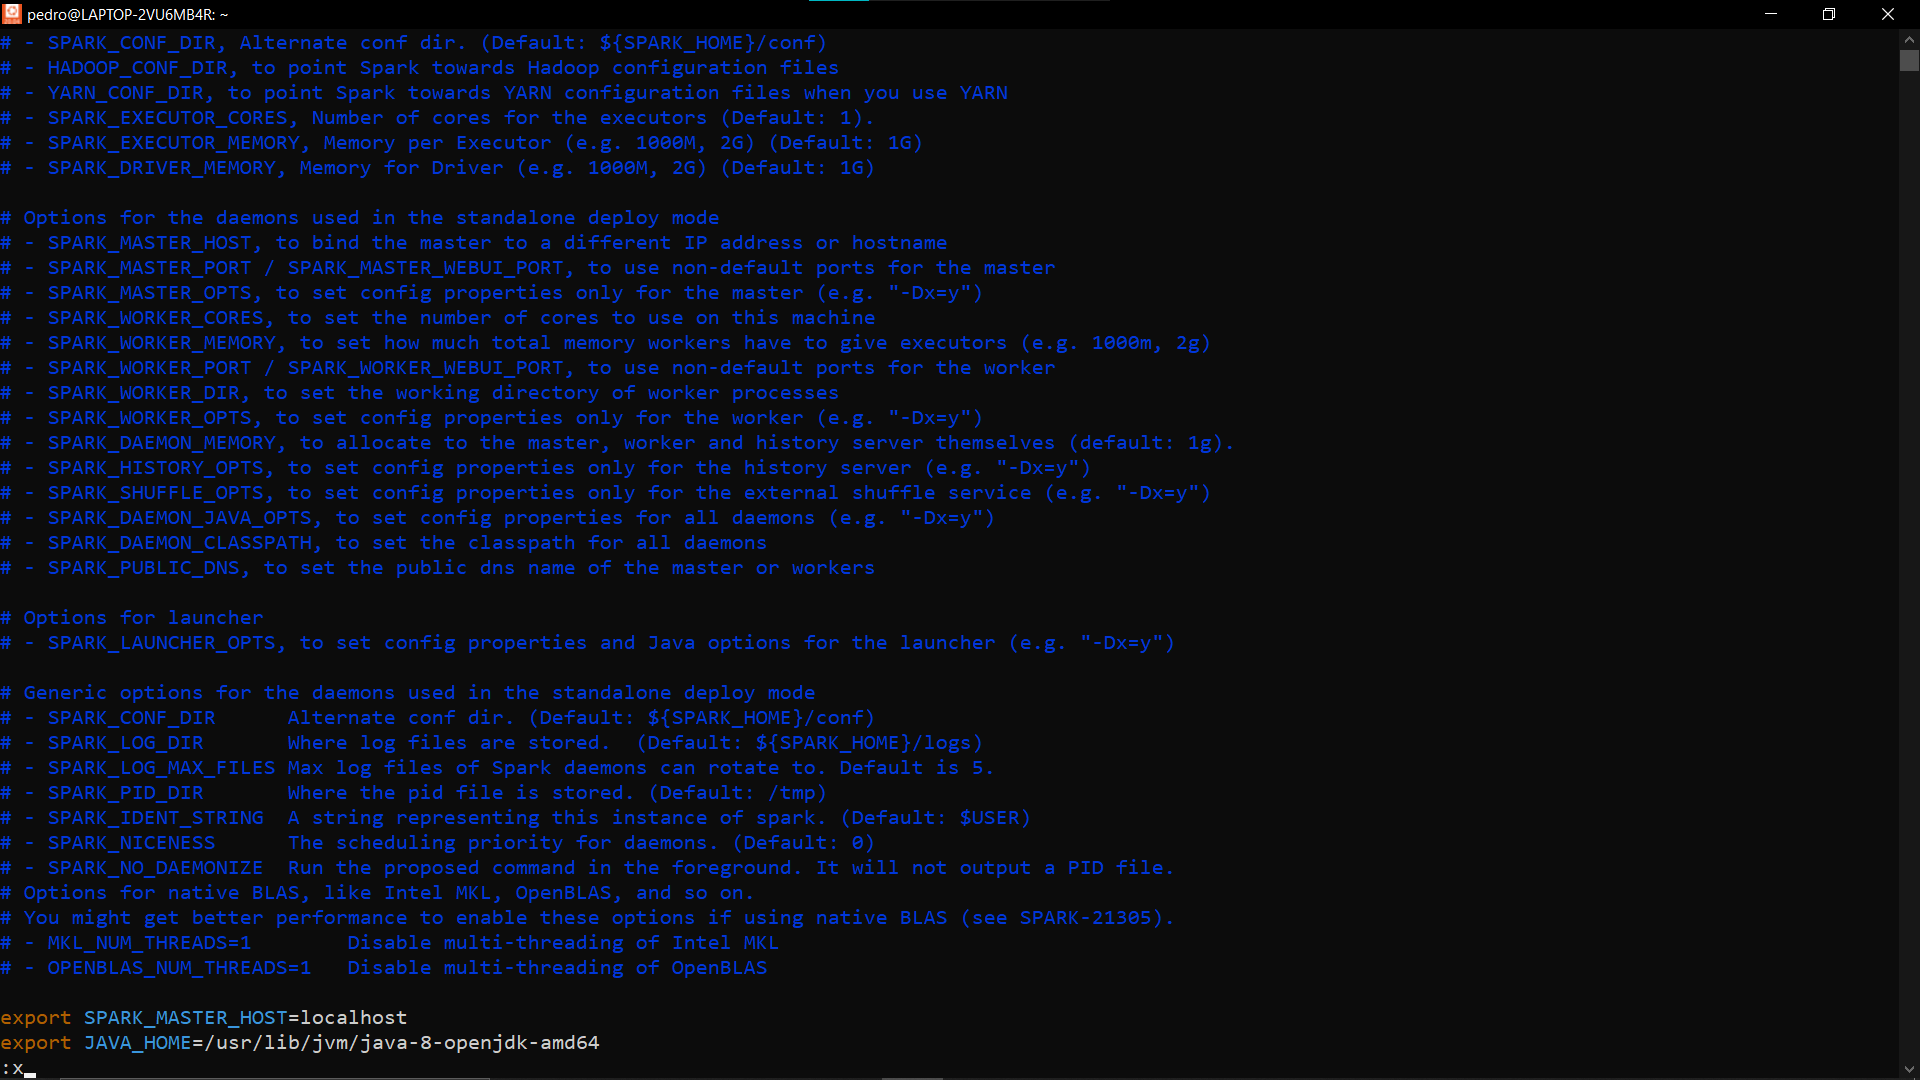 pedro@LAPTOP-2VU6MB4R: ~
# - SPARK_CONF_DIR, Alternate conf dir. (Default: ${SPARK_HOME}/conf)
# - HADOOP_CONF_DIR, to point Spark towards Hadoop configuration files
# - YARN_CONF_DIR, to point Spark towards YARN configuration files when you use YARN
# - SPARK_EXECUTOR_CORES, Number of cores for the executors (Default: 1).
# - SPARK_EXECUTOR_MEMORY, Memory per Executor (e.g. 1000M, 2G) (Default: 1G)
# - SPARK_DRIVER_MEMORY, Memory for Driver (e.g. 1000M, 2G) (Default: 1G)
# Options for the daemons used in the standalone deploy mode
# - SPARK_MASTER_HOST, to bind the master to a different IP address or hostname
# - SPARK_MASTER_PORT / SPARK_MASTER_WEBUI_PORT, to use non-default ports for the master
# - SPARK_MASTER_OPTS, to set config properties only for the master (e.g. "-Dx=y")
# - SPARK_WORKER_CORES, to set the number of cores to use on this machine
# - SPARK_WORKER_MEMORY, to set how much total memory workers have to give executors (e.g. 1000m, 2g)
# - SPARK_WORKER_PORT / SPARK_WORKER_WEBUI_PORT, to use non-default ports for the worker
# - SPARK_WORKER_DIR, to set the working directory of worker processes
# - SPARK_WORKER_OPTS, to set config properties only for the worker (e.g. "-Dx=y")
# - SPARK_DAEMON_MEMORY, to allocate to the master, worker and history server themselves (default: 1g).
# - SPARK_HISTORY_OPTS, to set config properties only for the history server (e.g. "-Dx=y")
# - SPARK_SHUFFLE_OPTS, to set config properties only for the external shuffle service (e.g. "-Dx=y")
# - SPARK_DAEMON_JAVA_OPTS, to set config properties for all daemons (e.g. "-Dx=y")
# - SPARK_DAEMON_CLASSPATH, to set the classpath for all daemons
# - SPARK_PUBLIC_DNS, to set the public dns name of the master or workers
# Options for launcher
# - SPARK_LAUNCHER_OPTS, to set config properties and Java options for the launcher (e.g. "-Dx=y")
# Generic options for the daemons used in the standalone deploy mode
# - SPARK_CONF_DIR      Alternate conf dir. (Default: ${SPARK_HOME}/conf)
# - SPARK_LOG_DIR       Where log files are stored.  (Default: ${SPARK_HOME}/logs)
# - SPARK_LOG_MAX_FILES Max log files of Spark daemons can rotate to. Default is 5.
# - SPARK_PID_DIR       Where the pid file is stored. (Default: /tmp)
# - SPARK_IDENT_STRING  A string representing this instance of spark. (Default: $USER)
# - SPARK_NICENESS      The scheduling priority for daemons. (Default: 0)
# - SPARK_NO_DAEMONIZE  Run the proposed command in the foreground. It will not output a PID file.
# Options for native BLAS, like Intel MKL, OpenBLAS, and so on.
# You might get better performance to enable these options if using native BLAS (see SPARK-21305).
# - MKL_NUM_THREADS=1        Disable multi-threading of Intel MKL
# - OPENBLAS_NUM_THREADS=1   Disable multi-threading of OpenBLAS
export SPARK_MASTER_HOST=localhost
export JAVA_HOME=/usr/lib/jvm/java-8-openjdk-amd64
:x